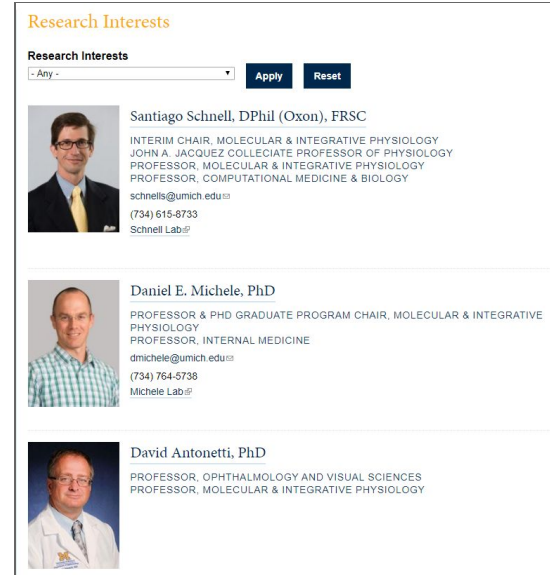 Research Interests
Research Interests
- Any -
Apply
Reset
Santiago Schnell, DPhil (Oxon), FRSC
INTERIM CHAIR, MOLECULAR & INTEGRATIVE PHYSIOLOGY
JOHN A. JACQUEZ COLLECIATE PROFESSOR OF PHYSIOLOGY
PROFESSOR, MOLECULAR & INTEGRATIVE PHYSIOLOGY
PROFESSOR, COMPUTATIONAL MEDICINE & BIOLOGY
schnells@umich.edu
(734) 615-8733
Schnell Lab
Daniel E. Michele, PhD
PROFESSOR & PHD GRADUATE PROGRAM CHAIR, MOLECULAR & INTEGRATIVE
PHYSIOLOGY
PROFESSOR, INTERNAL MEDICINE
dmichele@umich.edu
(734) 764-5738
Michele Lab
David Antonetti, PhD
PROFESSOR, OPHTHALMOLOGY AND VISUAL SCIENCES
PROFESSOR, MOLECULAR & INTEGRATIVE PHYSIOLOGY